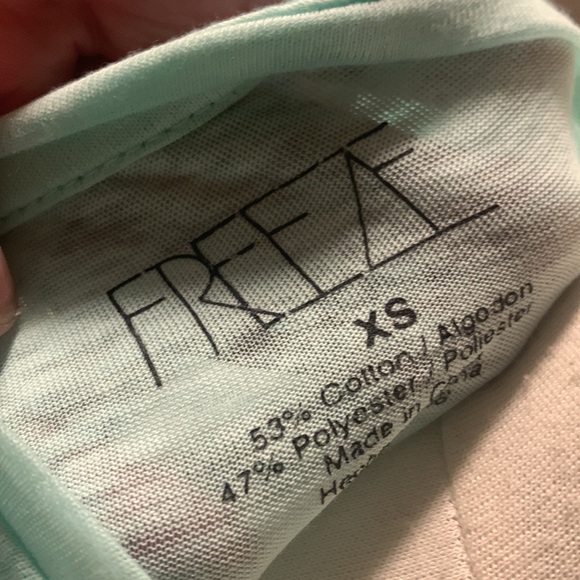 FREEZE
XS
53% Cotton / Algodon
47% Polyester / Poliester
Made in